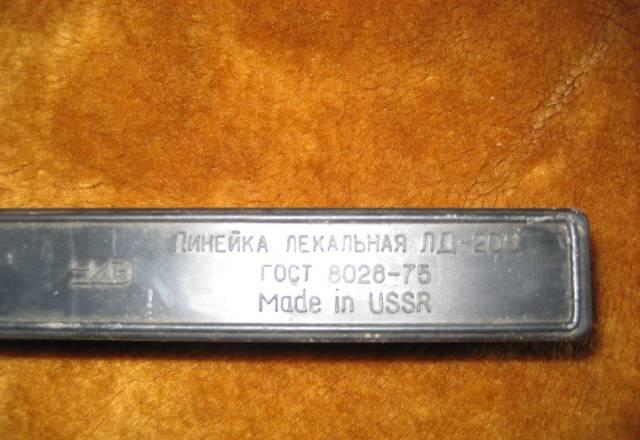 ЛИНЕЙКА ЛЕКАЛЬНАЯ ЛД-200
ГОСТ 8026-75
Made in USSR